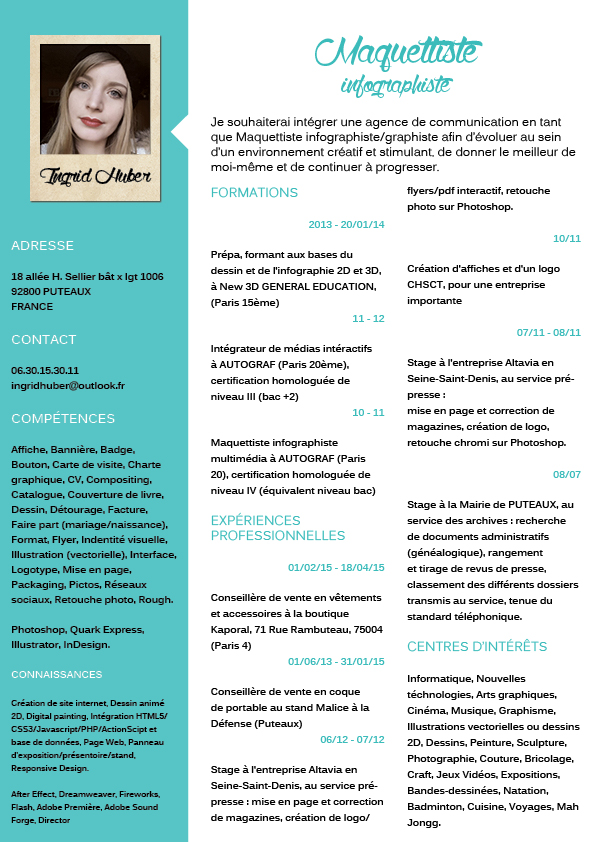 Ingrid Huber
ADRESSE
18 allée H. Sellier bât x lgt 1006
92800 PUTEAUX
FRANCE
CONTACT
06.30.15.30.11
ingridhuber@outlook.fr
COMPÉTENCES
Affiche, Bannière, Badge,
Bouton, Carte de visite, Charte
graphique, CV, Compositing,
Catalogue, Couverture de livre,
Dessin, Détourage, Facture,
Faire part (mariage/naissance),
Format, Flyer, Indentité visuelle,
Illustration (vectorielle), Interface,
Logotype, Mise en page,
Packaging, Pictos, Réseaux
sociaux, Retouche photo, Rough.
Photoshop, Quark Express,
Illustrator, InDesign.
CONNAISSANCES
Création de site internet, Dessin animé
2D, Digital painting, Intégration HTML5/
CSS3/Javascript/PHP/ActionScipt et
base de données, Page Web, Panneau
d'exposition/présentoire/stand,
Responsive Design.
After Effect, Dreamweaver, Fireworks,
Flash, Adobe Première, Adobe Sound
Forge, Director
Maquettiste
infographiste
Je souhaiterai intégrer une agence de communication en tant
que Maquettiste infographiste/graphiste afin d'évoluer au sein
d'un environnement créatif et stimulant, de donner le meilleur de
moi-même et de continuer à progresser.
FORMATIONS
2013 - 20/01/14
Prépa, formant aux bases du
dessin et de l'infographie 2D et 3D,
à New 3D GENERAL EDUCATION,
(Paris 15ème)
11 - 12
Intégrateur de médias intéractifs
à AUTOGRAF (Paris 20ème),
certification homologuée de
niveau III (bac +2)
10 - 11
Maquettiste infographiste
multimédia à AUTOGRAF (Paris
20), certification homologuée de
niveau IV (équivalent niveau bac)
EXPÉRIENCES
PROFESSIONNELLES
01/02/15 - 18/04/15
Conseillère de vente en vêtements
et accessoires à la boutique
Kaporal, 71 Rue Rambuteau, 75004
(Paris 4)
01/06/13 - 31/01/15
Conseillère de vente en coque
de portable au stand Malice à la
Défense (Puteaux)
06/12 - 07/12
Stage à l'entreprise Altavia en
Seine-Saint-Denis, au service pré-
presse : mise en page et correction
de magazines, création de logo/
flyers/pdf interactif, retouche
photo sur Photoshop.
10/11
Création d'affiches et d'un logo
CHSCT, pour une entreprise
importante
07/11 - 08/11
Stage à l'entreprise Altavia en
Seine-Saint-Denis, au service pré-
presse :
mise en page et correction de
magazines, création de logo,
retouche chromi sur Photoshop.
08/07
Stage à la Mairie de PUTEAUX, au
service des archives : recherche
de documents administratifs
(généalogique), rangement
et tirage de revus de presse,
classement des différents dossiers
transmis au service, tenue du
standard téléphonique.
CENTRES D'INTÉRÊTS
Informatique, Nouvelles
téchnologies, Arts graphiques,
Cinéma, Musique, Graphisme,
Illustrations vectorielles ou dessins
2D, Dessins, Peinture, Sculpture,
Photographie, Couture, Bricolage,
Craft, Jeux Vidéos, Expositions,
Bandes-dessinées, Natation,
Badminton, Cuisine, Voyages, Mah
Jongg.